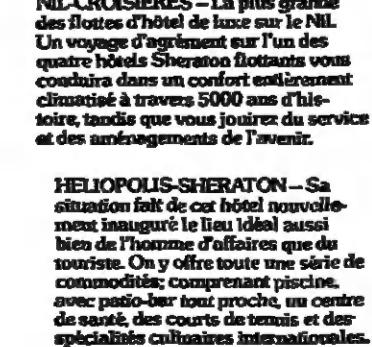 NIL-CROISIERES – La plus grande
des flottes d'hôtel de luxe sur le NIL
Un voyage d'agrément sur l'un des
quatre hôtels Sheraton flottants vous
conduira dans un confort entièrement
climatisé à travers 5000 ans d'his-
toire, tandis que vous jouirez du service
et des aménagements de l'avenir.
HELIOPOLIS-SHERATON – Sa
situation fait de cet hôtel nouvelle-
ment inauguré le lieu idéal aussi
bien de l'homme d'affaires que du
touriste. On y offre toute une série de
commodités; comprenant piscine,
avec patio-bar tout proche, un centre
de santé, des courts de tennis et des
spécialités culinaires internationales.